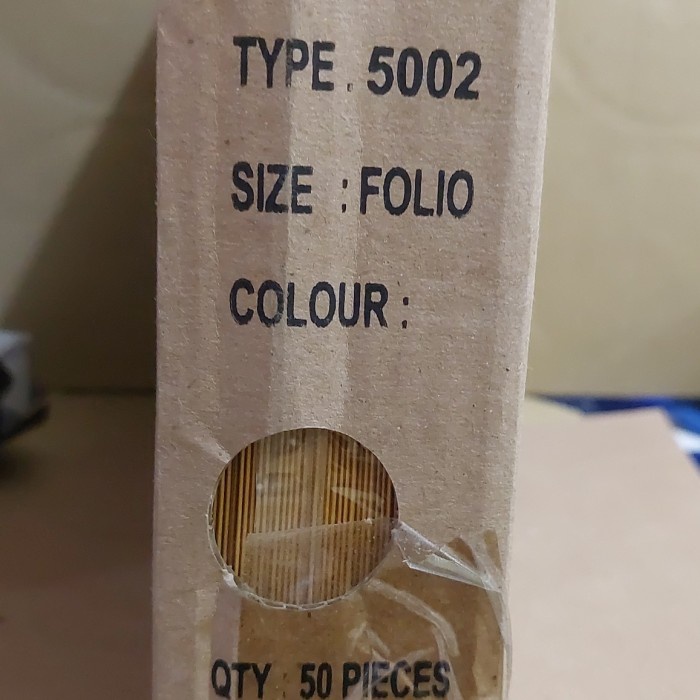 TYPE : 5002
SIZE : FOLIO
COLOUR :
QTY : 50 PIECES